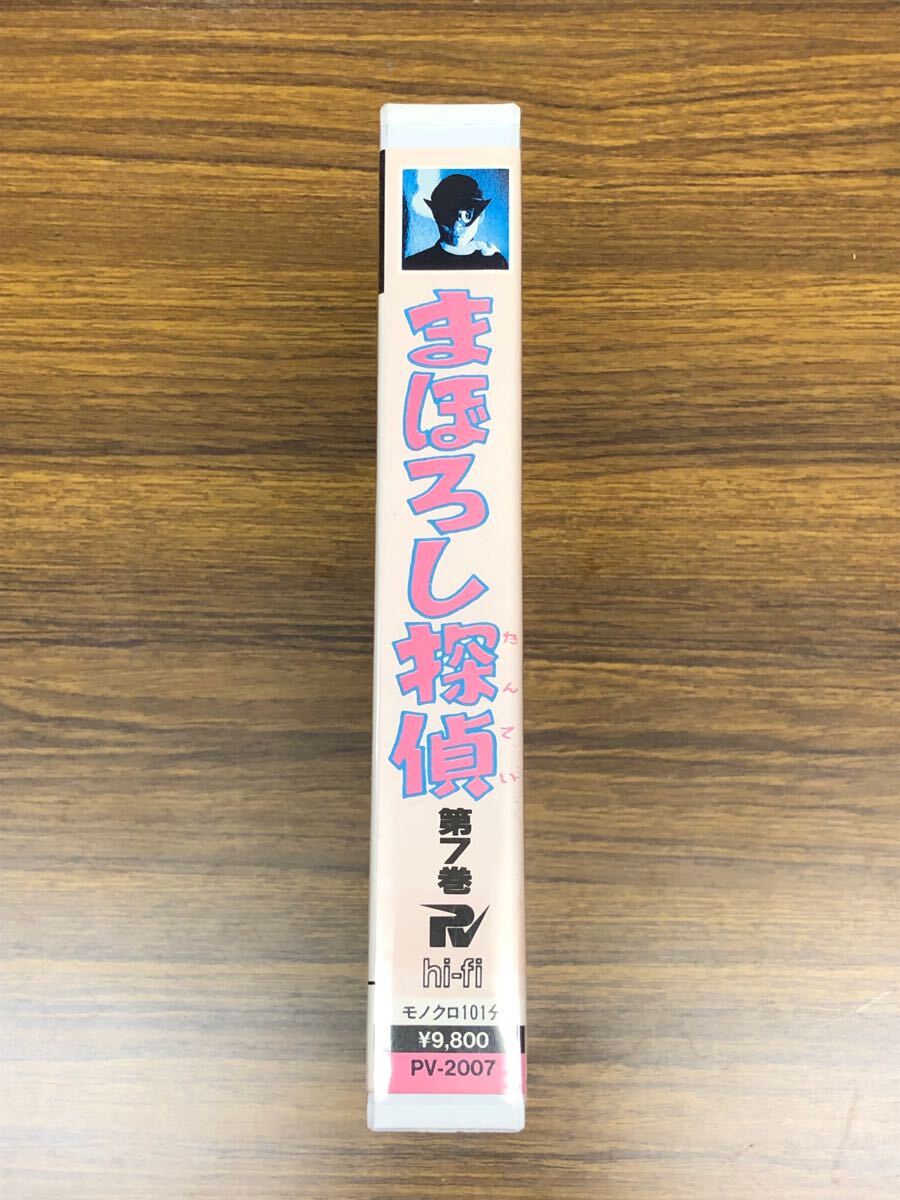 まぼろし探偵
たんてい
第7巻
PV
hi-fi
モノクロ101分
¥9,800
PV-2007